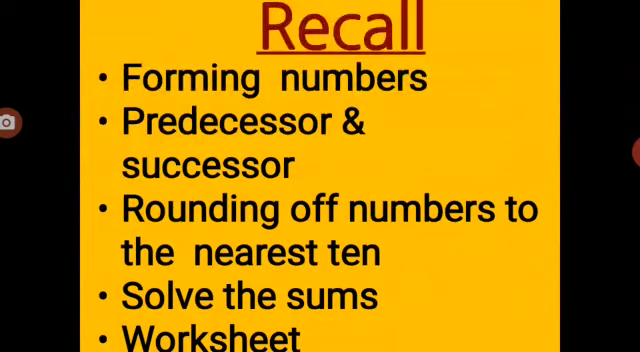 Recall
• Forming numbers
• Predecessor &
successor
• Rounding off numbers to
the nearest ten
• Solve the sums
• Worksheet